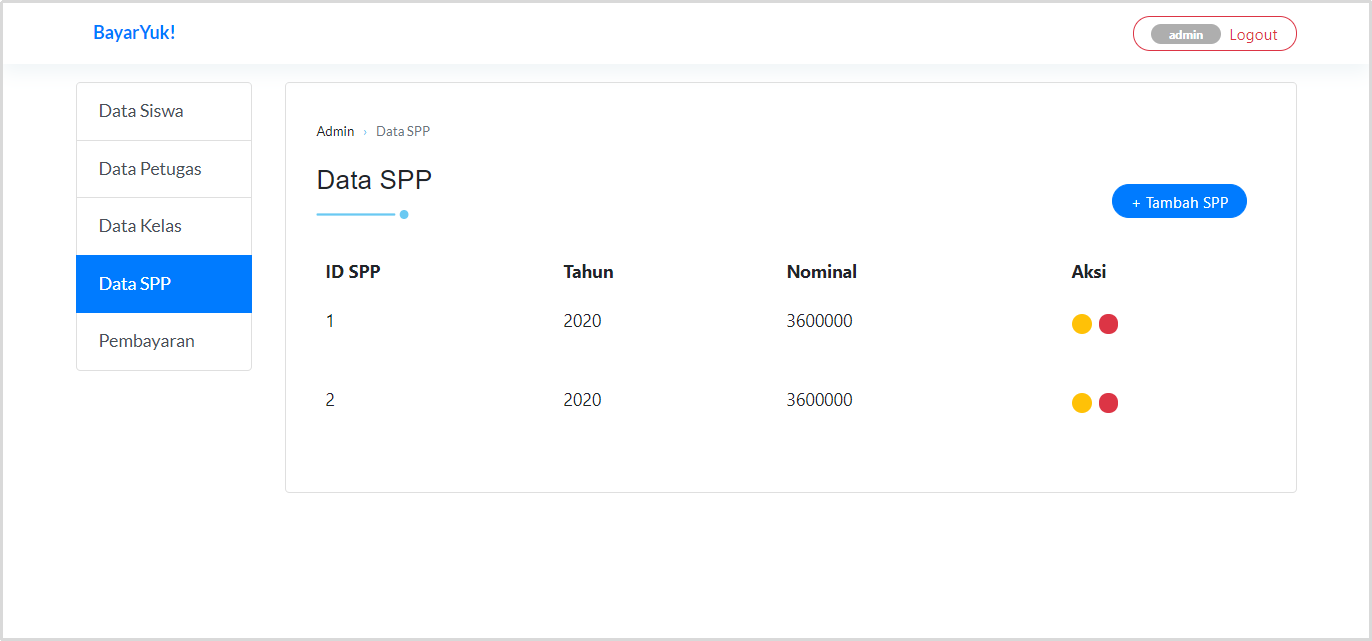 BayarYuk!
admin Logout
Data Siswa
Data Petugas
Data Kelas
Data SPP
Pembayaran
Admin › Data SPP
Data SPP
+ Tambah SPP
ID SPP Tahun Nominal Aksi
1 2020 3600000
2 2020 3600000